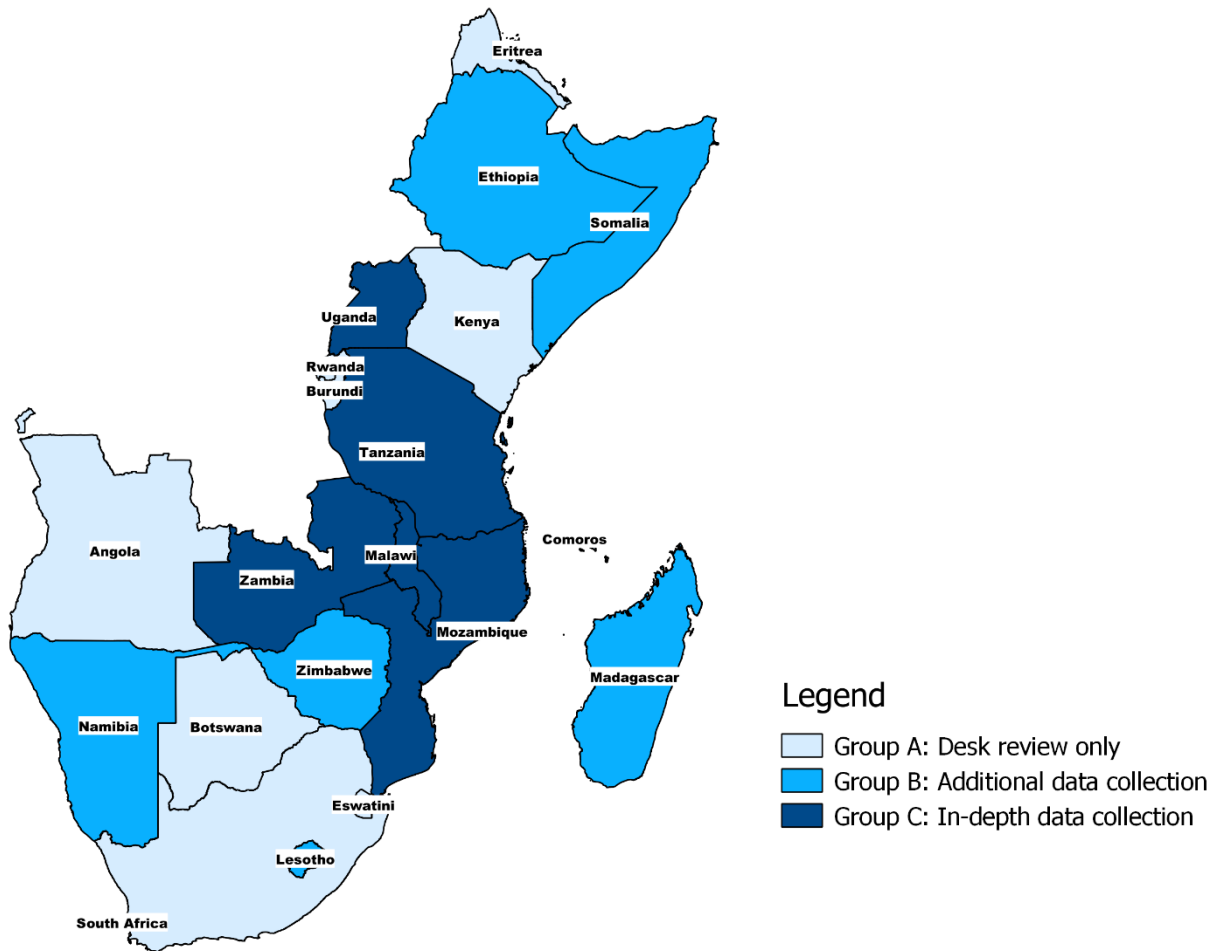 Eritrea
Ethiopia
Somalia
Uganda
Kenya
Rwanda
Burundi
Tanzania
Comoros
Angola
Malawi
Zambia
Mozambique
Zimbabwe
Madagascar
Namibia
Botswana
Eswatini
Lesotho
South Africa
Legend
Group A: Desk review only
Group B: Additional data collection
Group C: In-depth data collection